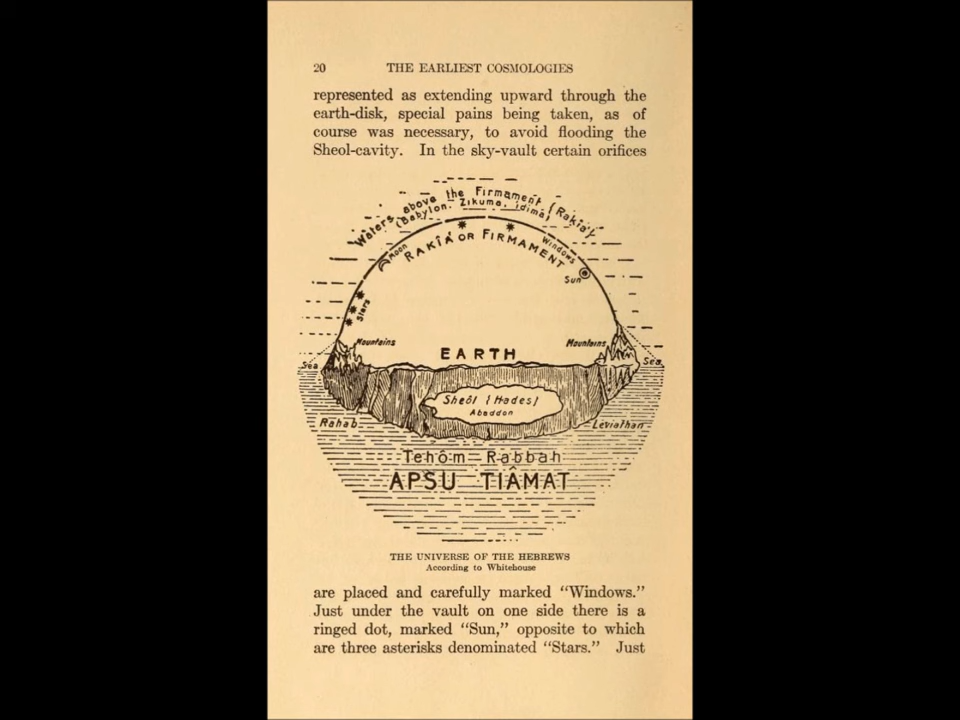 20 THE EARLIEST COSMOLOGIES
represented as extending upward through the
earth-disk, special pains being taken, as of
course was necessary, to avoid flooding the
Sheol-cavity. In the sky-vault certain orifices
Waters above the Firmament (Rakîa')
(Babylon. Zikuma, idima)
RAKÎA' OR FIRMAMENT
Moon
Windows
Sun
Stars
Mountains
Mountains
EARTH
Sea
Sea
Sheôl (Hades)
Abaddon
Rahab
Leviathan
Tehôm Rabbah
APSU TIÂMAT
THE UNIVERSE OF THE HEBREWS
According to Whitehouse
are placed and carefully marked "Windows."
Just under the vault on one side there is a
ringed dot, marked "Sun," opposite to which
are three asterisks denominated "Stars." Just